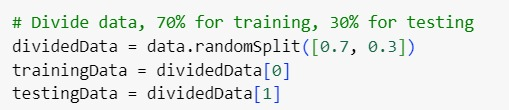 # Divide data, 70% for training, 30% for testing
dividedData = data.randomSplit([0.7, 0.3])
trainingData = dividedData[0]
testingData = dividedData[1]